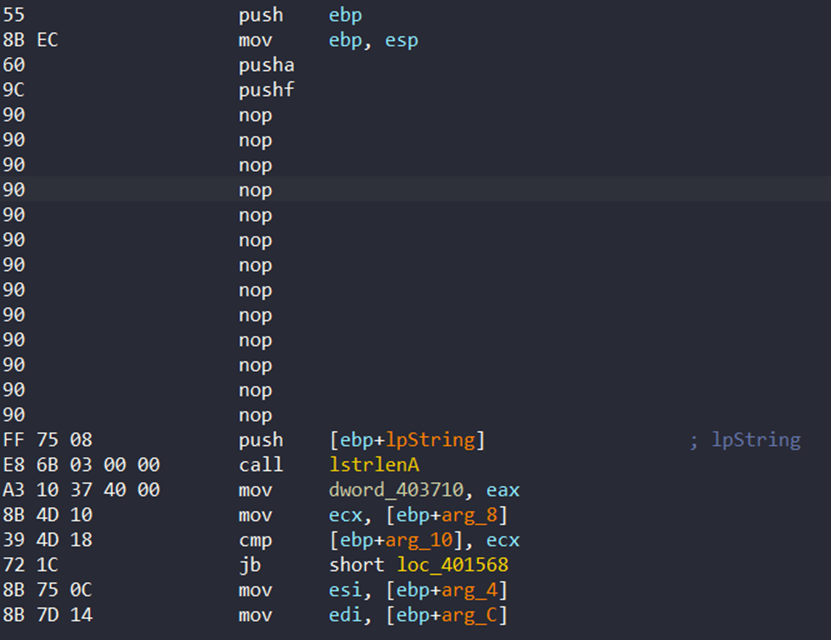 55 push ebp
8B EC mov ebp, esp
60 pusha
9C pushf
90 nop
90 nop
90 nop
90 nop
90 nop
90 nop
90 nop
90 nop
90 nop
90 nop
90 nop
90 nop
90 nop
FF 75 08 push [ebp+lpString] ; lpString
E8 6B 03 00 00 call lstrlenA
A3 10 37 40 00 mov dword_403710, eax
8B 4D 10 mov ecx, [ebp+arg_8]
39 4D 18 cmp [ebp+arg_10], ecx
72 1C jb short loc_401568
8B 75 0C mov esi, [ebp+arg_4]
8B 7D 14 mov edi, [ebp+arg_C]